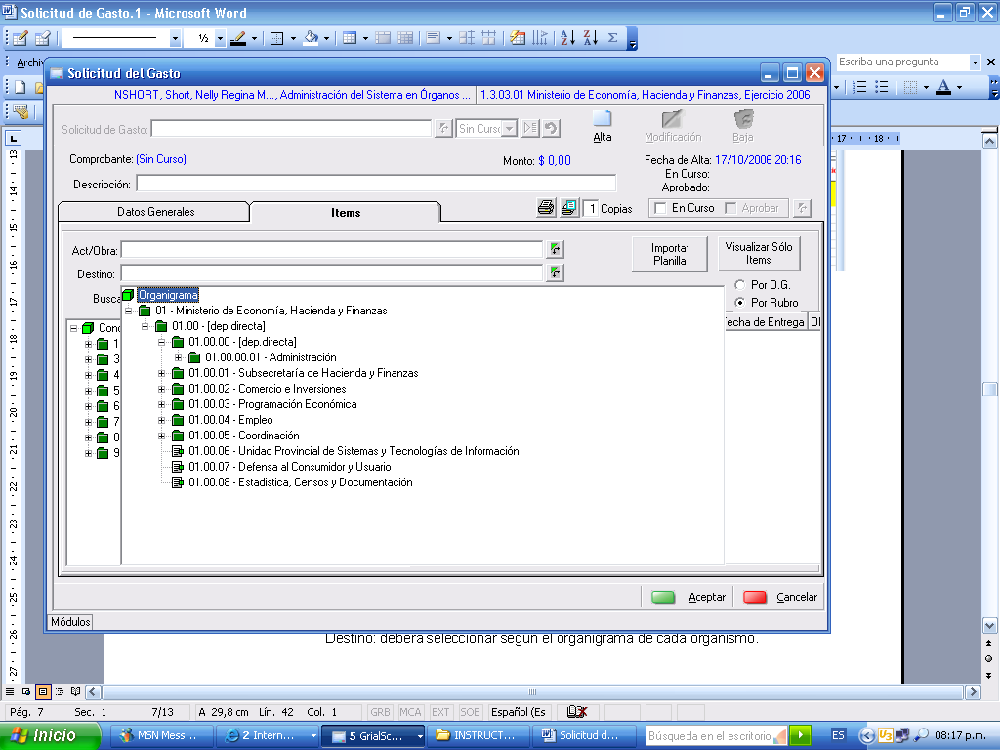 Solicitud de Gasto.1 - Microsoft Word
½
Archiv
Escriba una pregunta
Solicitud del Gasto
NSHORT, Short, Nelly Regina M..., Administración del Sistema en Órganos ... 1.3.03.01 Ministerio de Economía, Hacienda y Finanzas, Ejercicio 2006
Solicitud de Gasto: Sin Curso
Alta Modificación Baja
Comprobante: (Sin Curso) Monto: $ 0,00 Fecha de Alta: 17/10/2006 20:16
En Curso:
Descripción: Aprobado:
Datos Generales Items 1 Copias En Curso Aprobar
Act/Obra: Importar Planilla Visualizar Sólo Items
Destino:
Por O.G.
Por Rubro
Busca
Organigrama
01 - Ministerio de Economía, Hacienda y Finanzas
01.00 - [dep.directa]
01.00.00 - [dep.directa]
01.00.00.01 - Administración
01.00.01 - Subsecretaría de Hacienda y Finanzas
01.00.02 - Comercio e Inversiones
01.00.03 - Programación Económica
01.00.04 - Empleo
01.00.05 - Coordinación
01.00.06 - Unidad Provincial de Sistemas y Tecnologías de Información
01.00.07 - Defensa al Consumidor y Usuario
01.00.08 - Estadistica, Censos y Documentación
Conc
1
3
4
5
6
7
8
9
echa de Entrega
Aceptar Cancelar
Módulos
Destino: deberá seleccionar según el organigrama de cada organismo.
L
· 17 · · 18 ·
13
14
15
16
17
18
19
20
21
22
23
24
25
26
27
Pág. 7 Sec. 1 7/13 A 29,8 cm Lín. 42 Col. 1 GRB MCA EXT SOB Español (Es
Inicio MSN Mess... 2 Intern... 5 GrialSc... INSTRUCT... Solicitud d... Búsqueda en el escritorio ES 08:17 p.m.